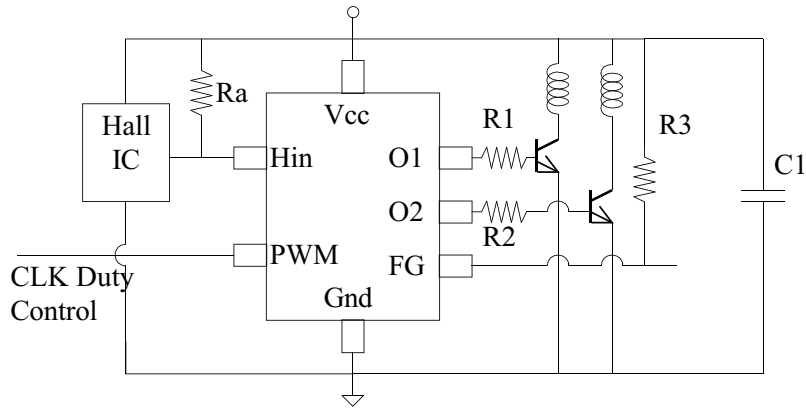 Ra
Hall
IC
Vcc
R1
R3
Hin
O1
C1
O2
R2
PWM
FG
CLK Duty
Control
Gnd